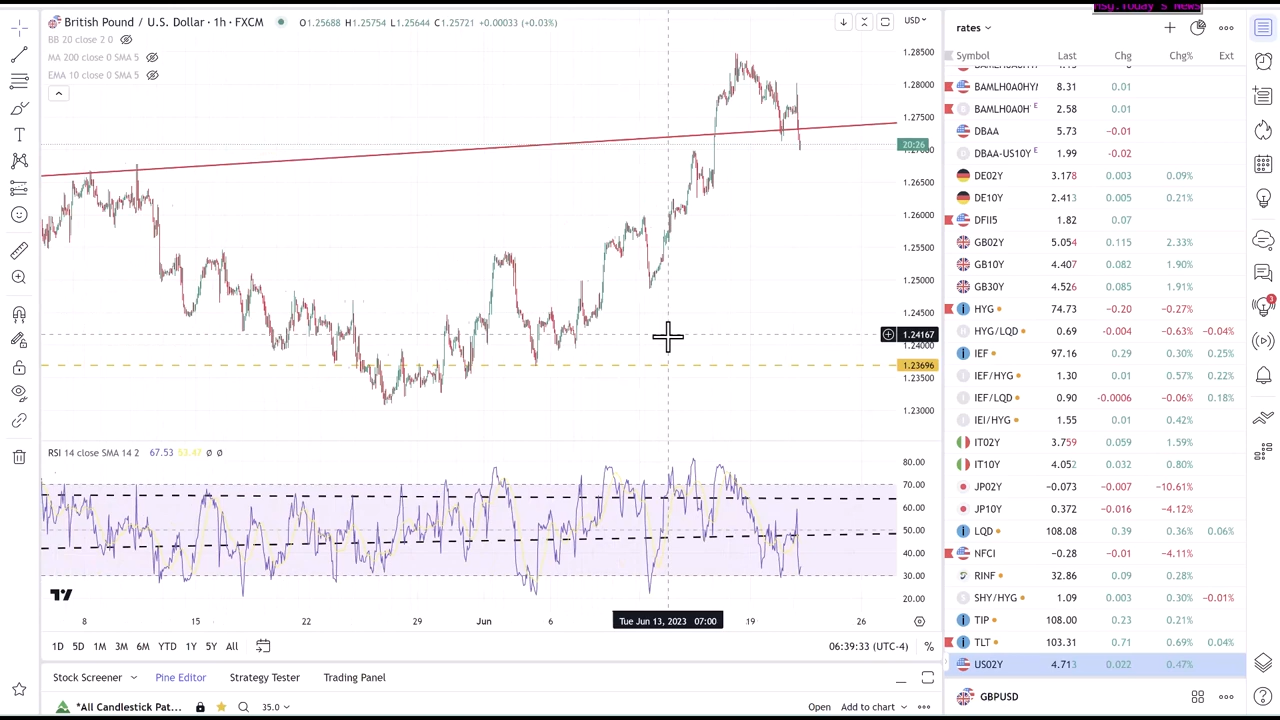 Msg:Today's News
British Pound / U.S. Dollar · 1h · FXCM O1.25688 H1.25754 L1.25644 C1.25721 +0.00033 (+0.03%)
BB 20 close 2 0
MA 200 close 0 SMA 5
EMA 10 close 0 SMA 5
USD
1.28500
1.28000
1.27500
20:26
1.27000
1.26500
1.26000
1.25500
1.25000
1.24500
1.24167
1.24000
1.23696
1.23500
1.23000
RSI 14 close SMA 14 2 67.53 53.47 ∅ ∅
80.00
70.00
60.00
50.00
40.00
30.00
20.00
8 15 22 29 Jun 6 Tue Jun 13, 2023 07:00 19 26
1D 5D 1M 3M 6M YTD 1Y 5Y All 06:39:33 (UTC-4) %
Stock Screener Pine Editor Strategy Tester Trading Panel
*All Candlestick Pat... Open Add to chart
rates
Symbol Last Chg Chg% Ext
BAMLH0A0HYM 8.31 0.01
BAMLH0A0H E 2.58 0.01
DBAA 5.73 −0.01
DBAA-US10Y E 1.99 −0.02
DE02Y 3.178 0.003 0.09%
DE10Y 2.413 0.005 0.21%
DFII5 1.82 0.07
GB02Y 5.054 0.115 2.33%
GB10Y 4.407 0.082 1.90%
GB30Y 4.526 0.085 1.91%
HYG 74.73 −0.20 −0.27%
HYG/LQD 0.69 −0.004 −0.63% −0.04%
IEF 97.16 0.29 0.30% 0.25%
IEF/HYG 1.30 0.01 0.57% 0.22%
IEF/LQD 0.90 −0.0006 −0.06% 0.18%
IEI/HYG 1.55 0.01 0.42%
IT02Y 3.759 0.059 1.59%
IT10Y 4.052 0.032 0.80%
JP02Y −0.073 −0.007 −10.61%
JP10Y 0.372 −0.016 −4.12%
LQD 108.08 0.39 0.36% 0.06%
NFCI −0.28 −0.01 −4.11%
RINF 32.86 0.09 0.28%
SHY/HYG 1.09 0.003 0.30% −0.01%
TIP 108.00 0.23 0.21%
TLT 103.31 0.71 0.69% 0.04%
US02Y 4.713 0.022 0.47%
GBPUSD
3